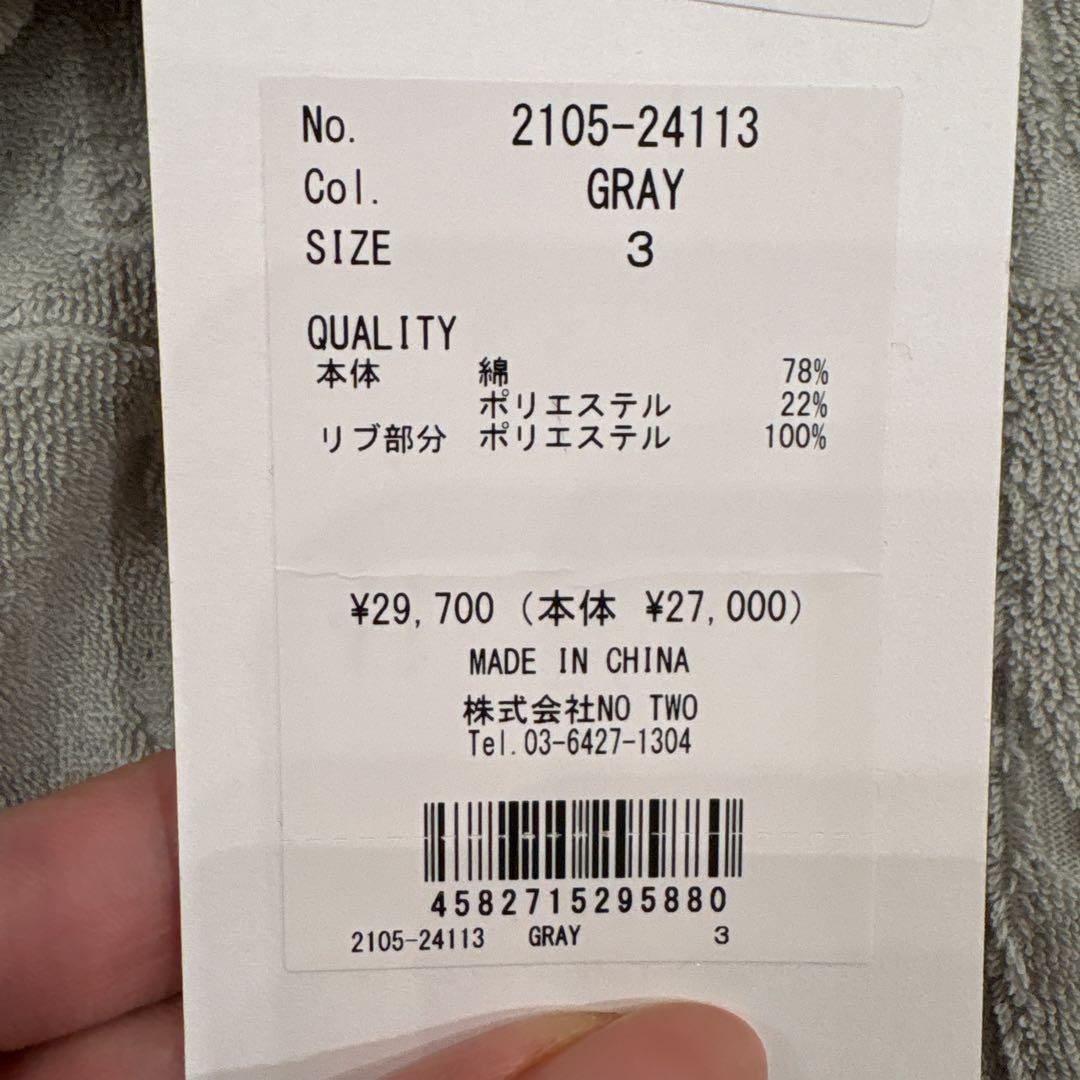 No. 2105-24113
Col. GRAY
SIZE 3
QUALITY
本体 綿 78%
ポリエステル 22%
リブ部分 ポリエステル 100%
¥29,700 (本体 ¥27,000)
MADE IN CHINA
株式会社NO TWO
Tel.03-6427-1304
4582715295880
2105-24113 GRAY 3